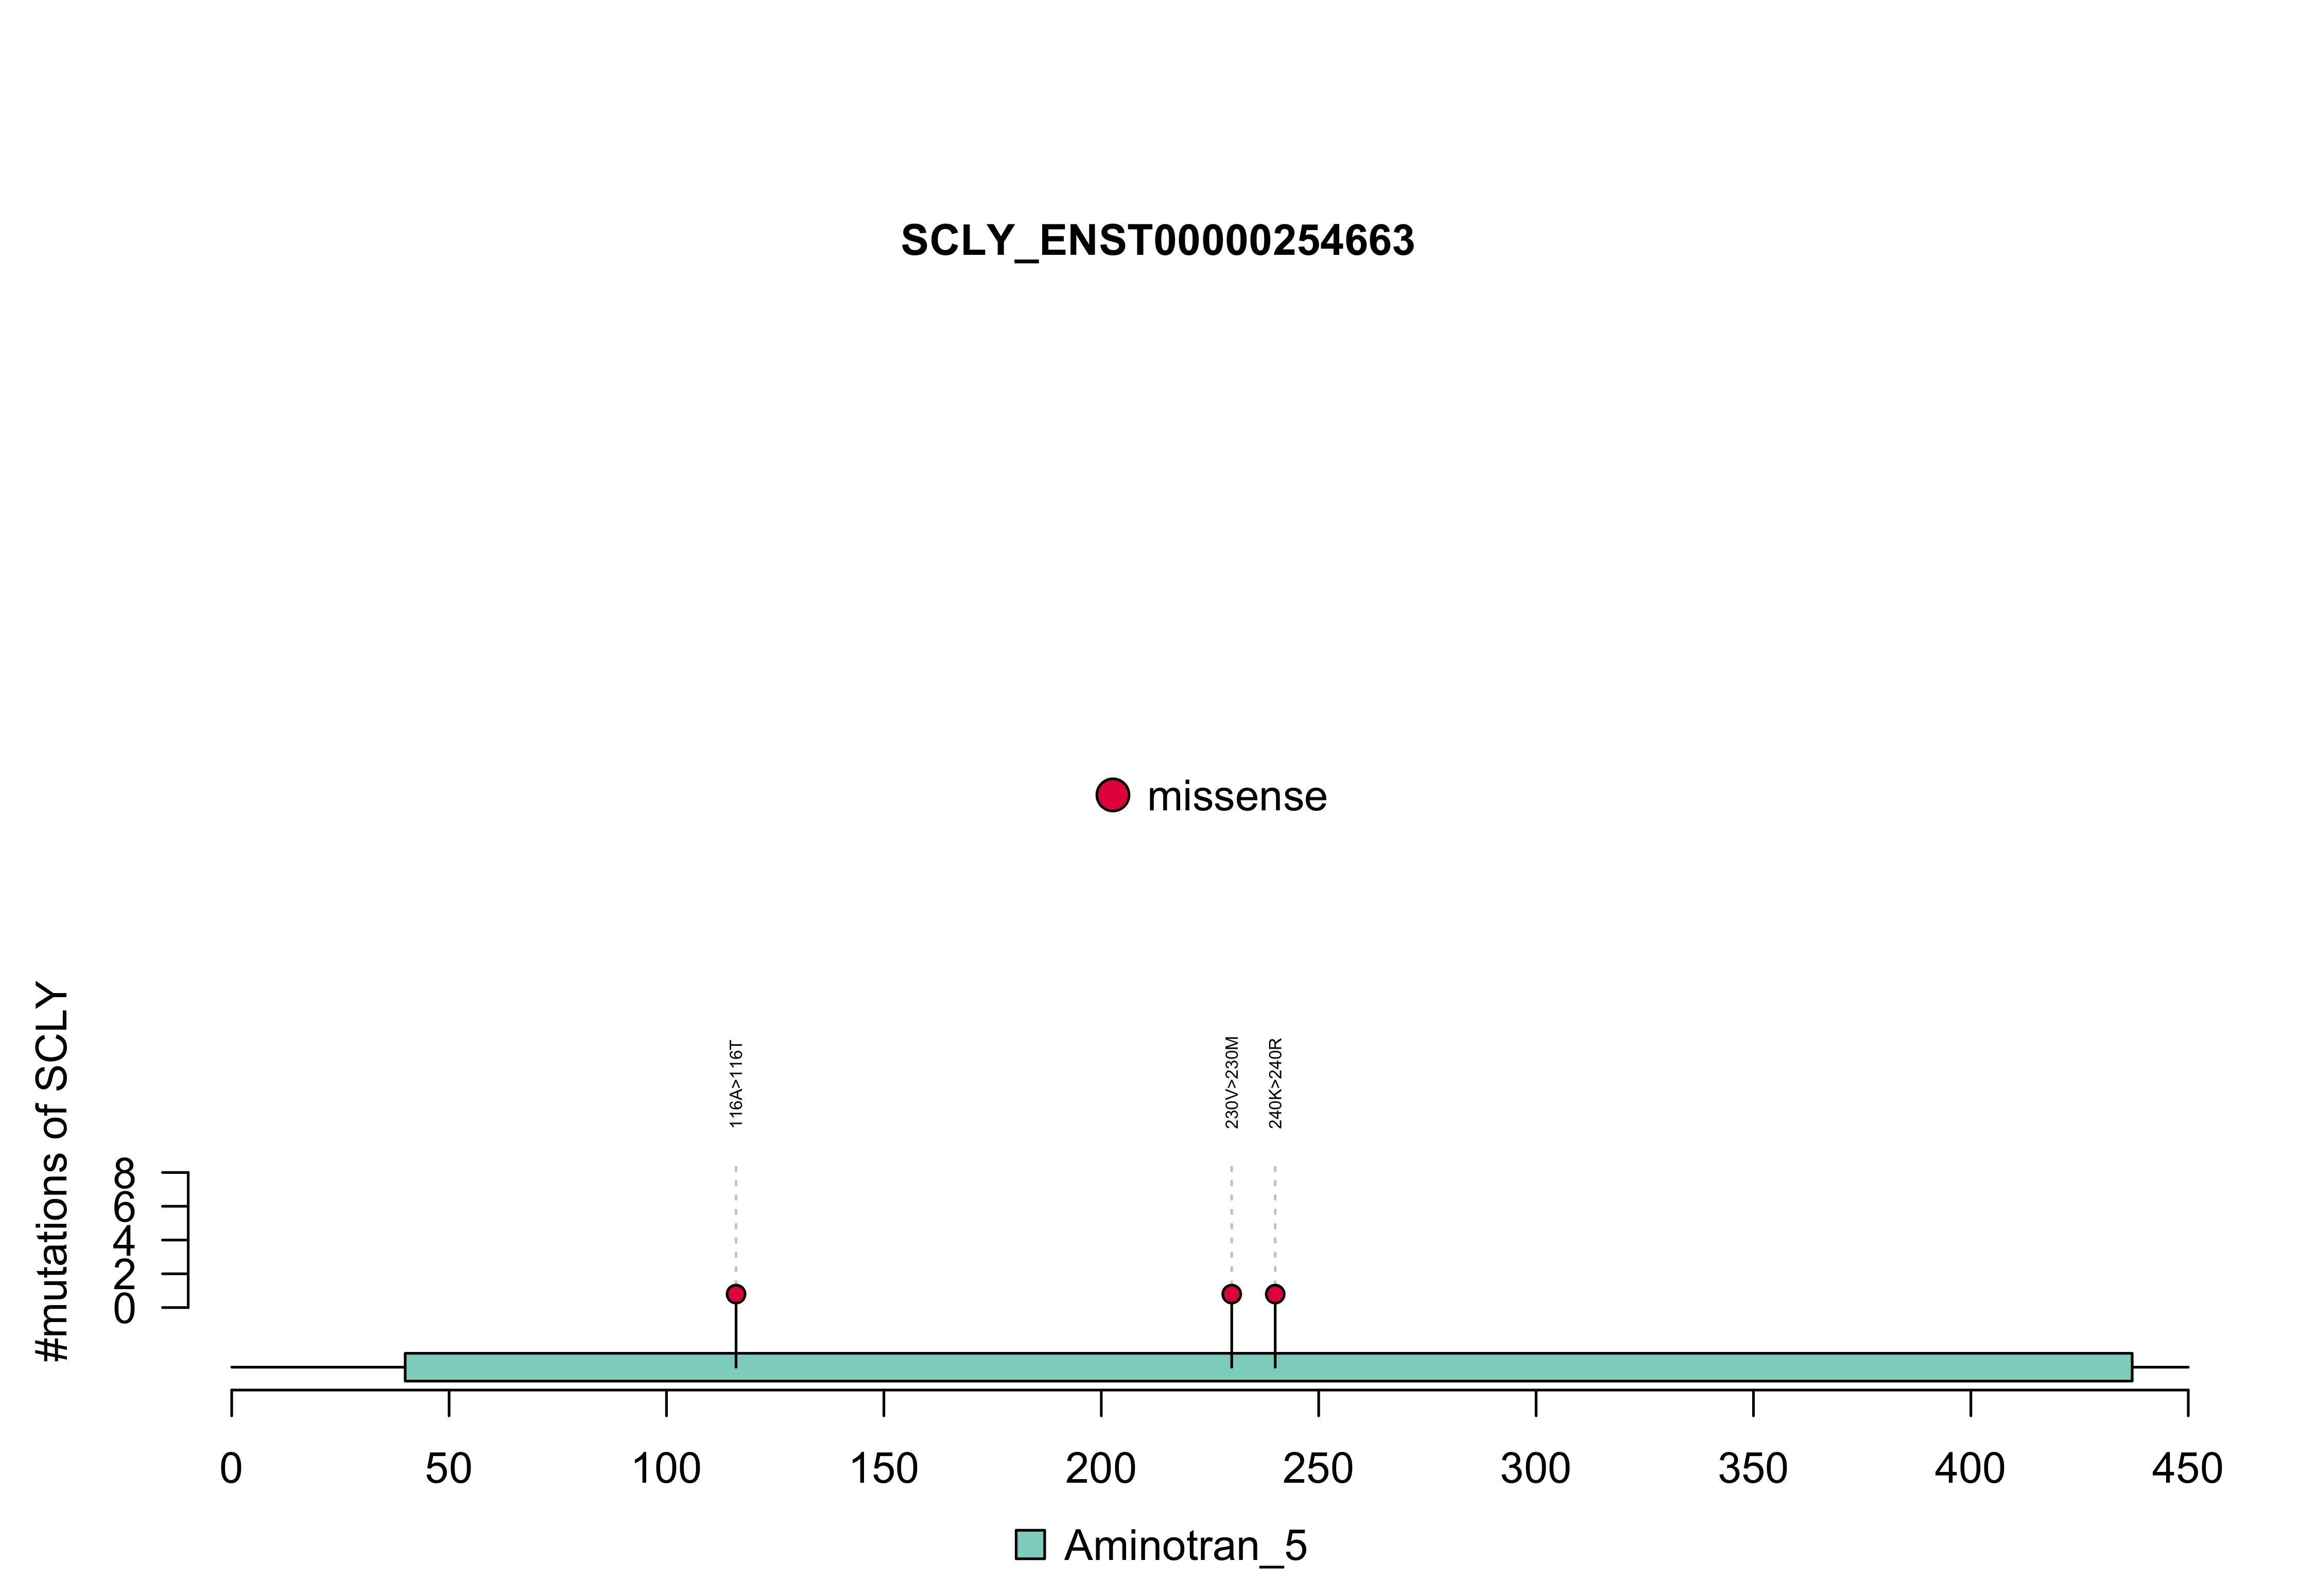 SCLY_ENST00000254663
missense
#mutations of SCLY
116A>116T
230V>230M
240K>240R
8
6
4
2
0
0 50 100 150 200 250 300 350 400 450
Aminotran_5